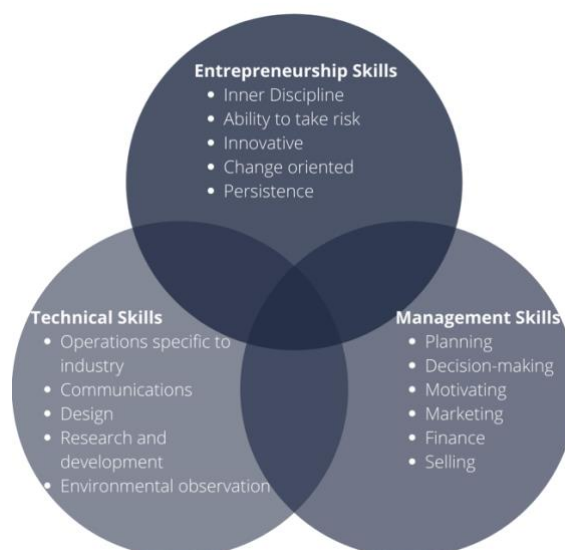 Entrepreneurship Skills
• Inner Discipline
• Ability to take risk
• Innovative
• Change oriented
• Persistence
Technical Skills
• Operations specific to
industry
• Communications
• Design
• Research and
development
• Environmental observation
Management Skills
• Planning
• Decision-making
• Motivating
• Marketing
• Finance
• Selling